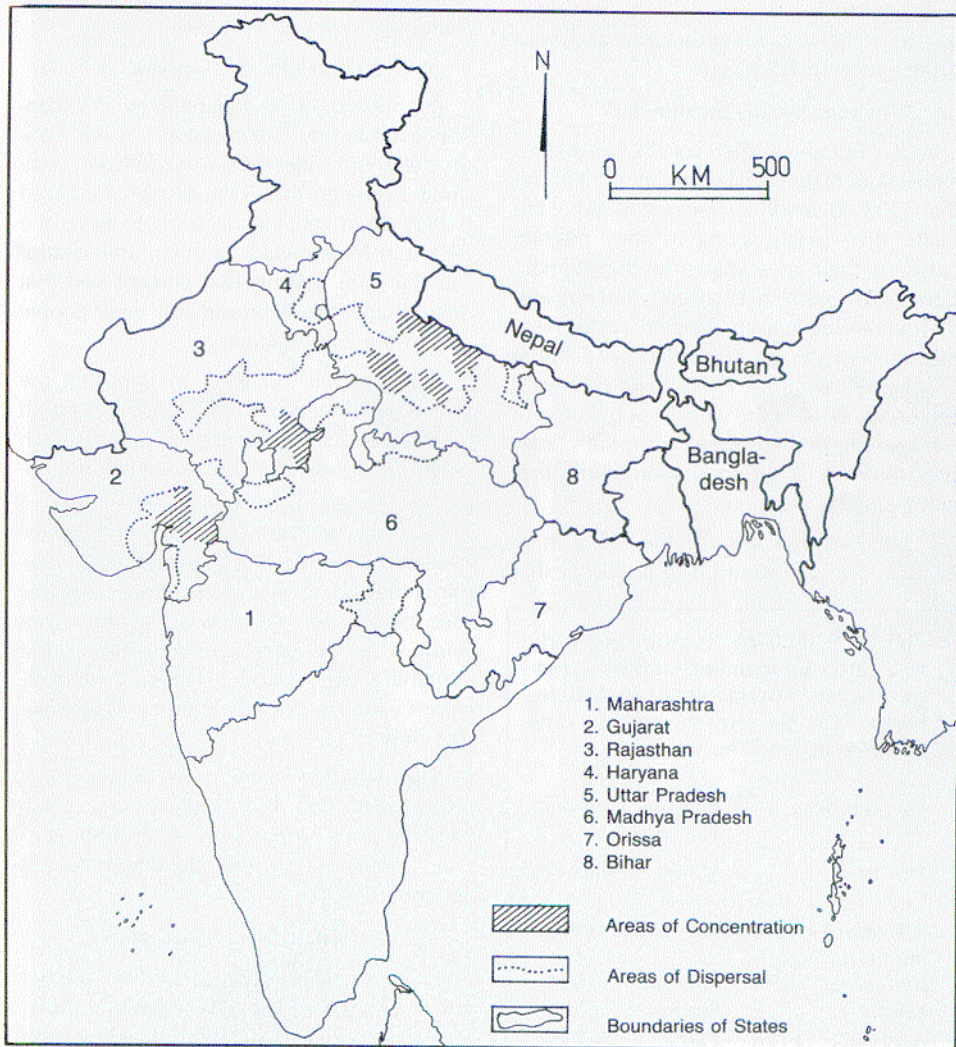 N
0 500
KM
5
4
Nepal
3
Bhutan
2
8
Bangla-
desh
6
1
7
1. Maharashtra
2. Gujarat
3. Rajasthan
4. Haryana
5. Uttar Pradesh
6. Madhya Pradesh
7. Orissa
8. Bihar
Areas of Concentration
Areas of Dispersal
Boundaries of States